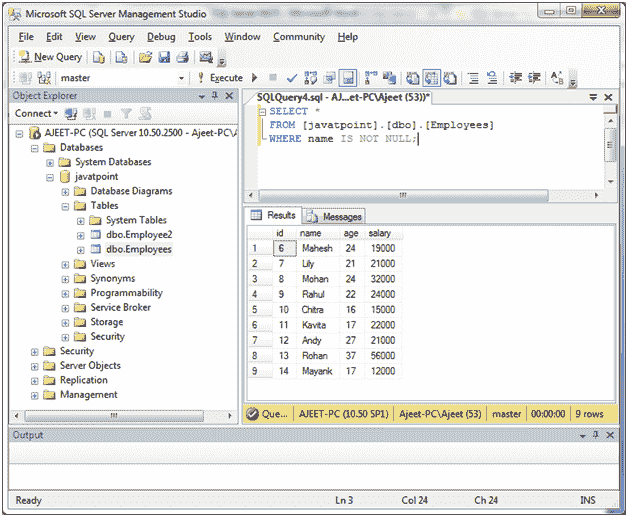 Microsoft SQL Server Management Studio
File Edit View Query Debug Tools Window Community Help
New Query
master Execute
Object Explorer
Connect
AJEET-PC (SQL Server 10.50.2500 - Ajeet-PC\A
Databases
System Databases
javatpoint
Database Diagrams
Tables
System Tables
dbo.Employee2
dbo.Employees
Views
Synonyms
Programmability
Service Broker
Storage
Security
Security
Server Objects
Replication
Management
SQLQuery4.sql - AJ...et-PC\Ajeet (53))*
SELECT *
FROM [javatpoint].[dbo].[Employees]
WHERE name IS NOT NULL;
Results Messages
id name age salary
1 6 Mahesh 24 19000
2 7 Lily 21 21000
3 8 Mohan 24 32000
4 9 Rahul 22 24000
5 10 Chitra 16 15000
6 11 Kavita 17 22000
7 12 Andy 27 21000
8 13 Rohan 37 56000
9 14 Mayank 17 12000
Que... AJEET-PC (10.50 SP1) Ajeet-PC\Ajeet (53) master 00:00:00 9 rows
Output
Ready Ln 3 Col 24 Ch 24 INS